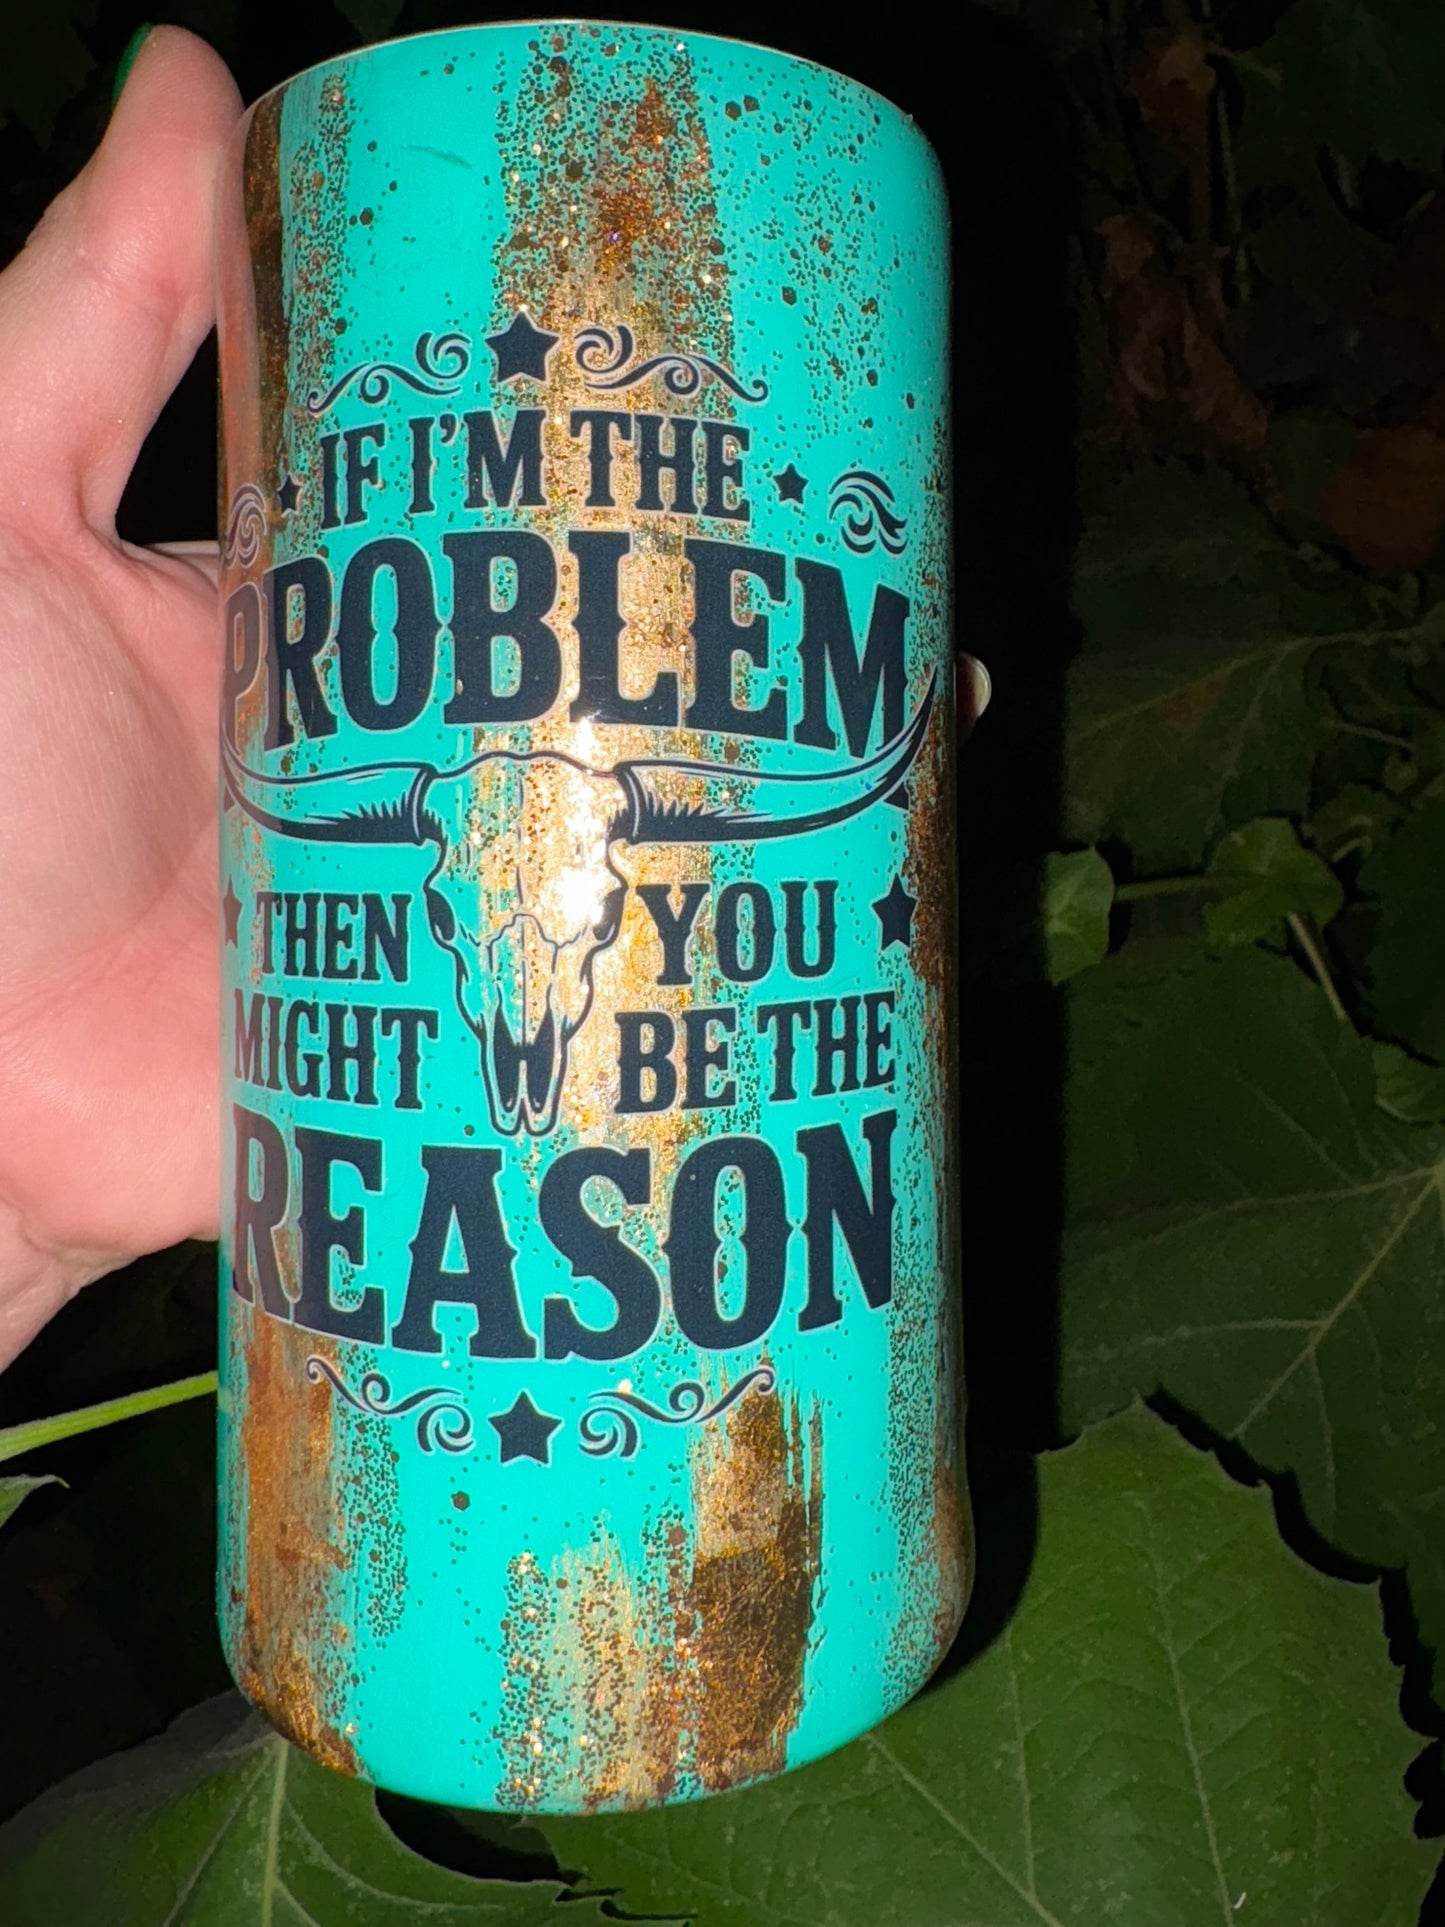 IF I'M THE
PROBLEM
THEN YOU
MIGHT BE THE
REASON